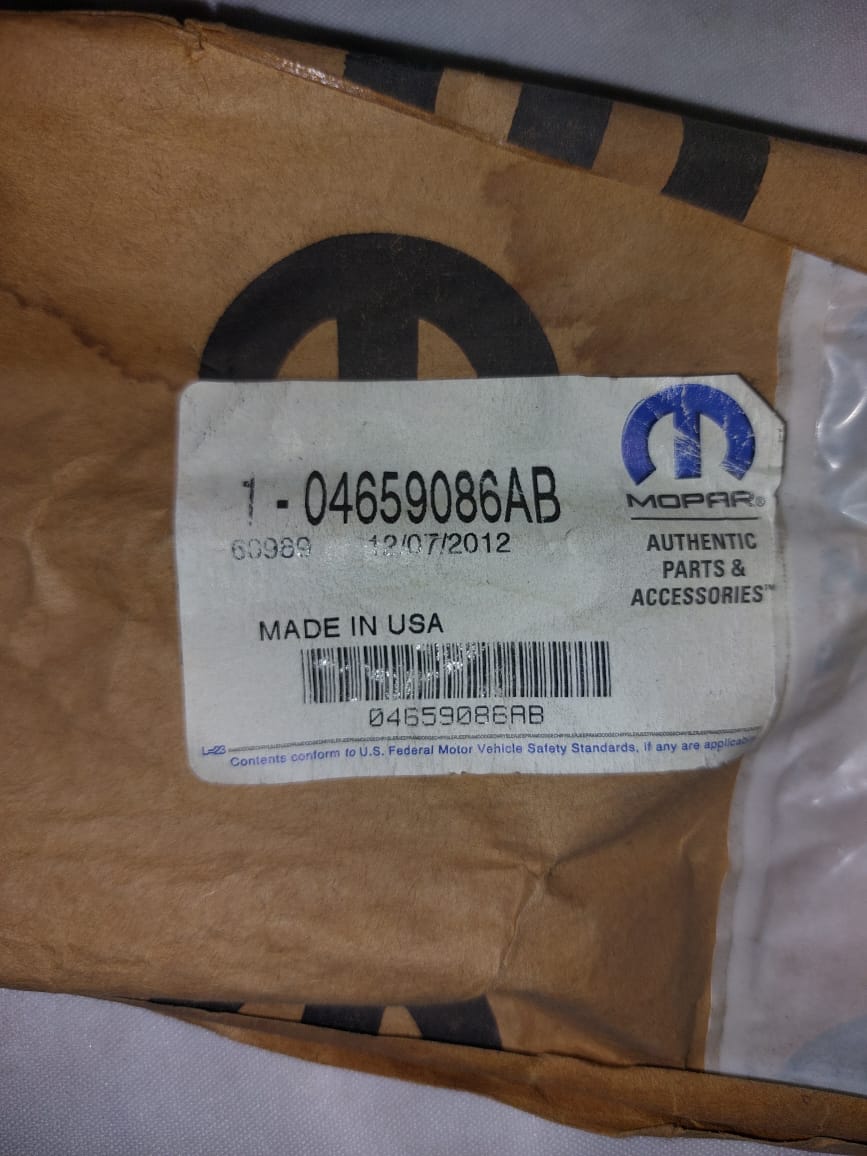 1 - 04659086AB
60989 12/07/2012
MADE IN USA
04659086AB
MOPAR®
AUTHENTIC
PARTS &
ACCESSORIES™
Contents conform to U.S. Federal Motor Vehicle Safety Standards, if any are applicable